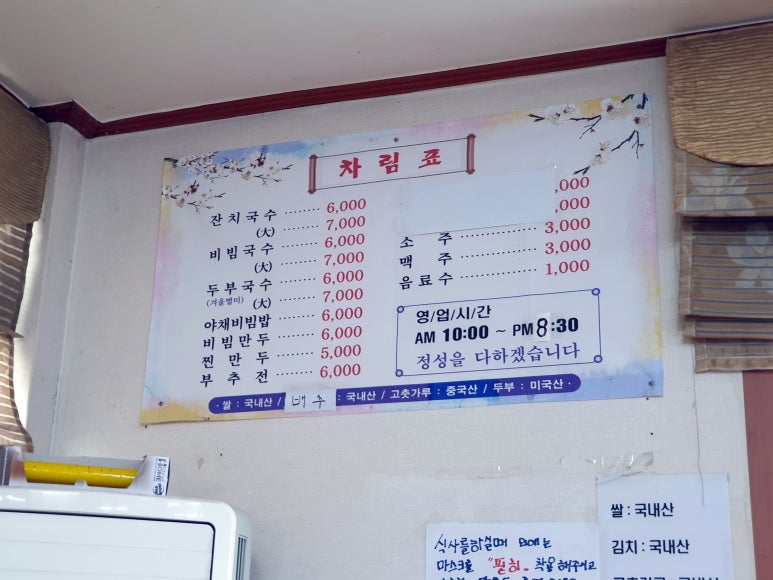 차림표
잔치국수 ········ 6,000
(大) ········ 7,000
비빔국수 ········ 6,000
(大) ········ 7,000
두부국수 ········ 6,000
(겨울별미) (大) ········ 7,000
야채비빔밥 ········ 6,000
비빔만두 ········ 6,000
찐만두 ········ 5,000
부추전 ········ 6,000
,000
,000
소주 ········ 3,000
맥주 ········ 3,000
음료수 ········ 1,000
영/업/시/간
AM 10:00 ~ PM 8:30
정성을 다하겠습니다
· 쌀 : 국내산 / 배추 : 국내산 / 고춧가루 : 중국산 / 두부 : 미국산 ·
쌀 : 국내산
김치 : 국내산
식사를하실때 외에는
마스크를 "필히" 착용해주시고